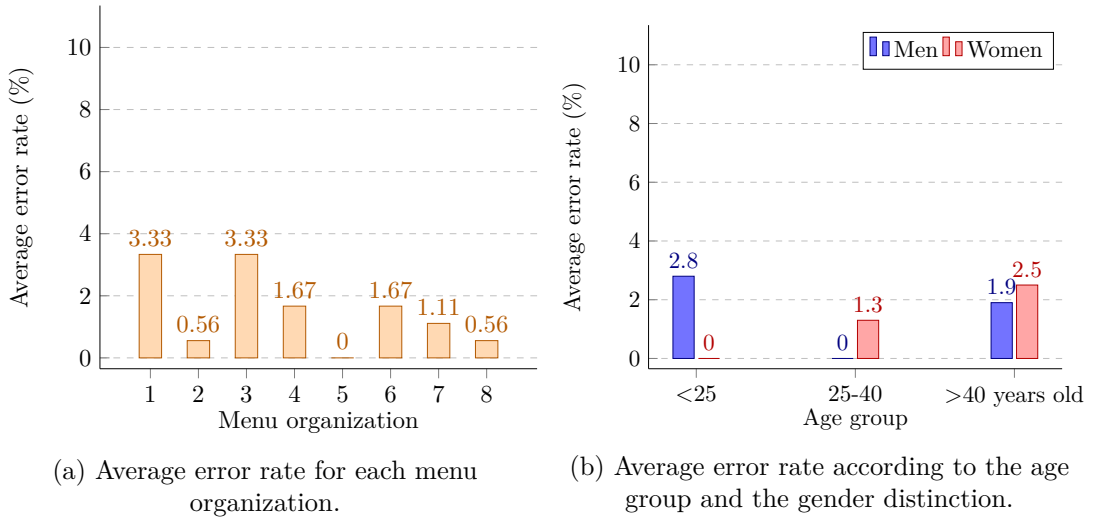 Average error rate (%)
10
8
6
4
2
0
3.33
0.56
3.33
1.67
0
1.67
1.11
0.56
1 2 3 4 5 6 7 8
Menu organization
(a) Average error rate for each menu
organization.
Average error rate (%)
10
8
6
4
2
0
Men Women
2.8
0
0
1.3
1.9
2.5
<25 25-40 >40 years old
Age group
(b) Average error rate according to the age
group and the gender distinction.